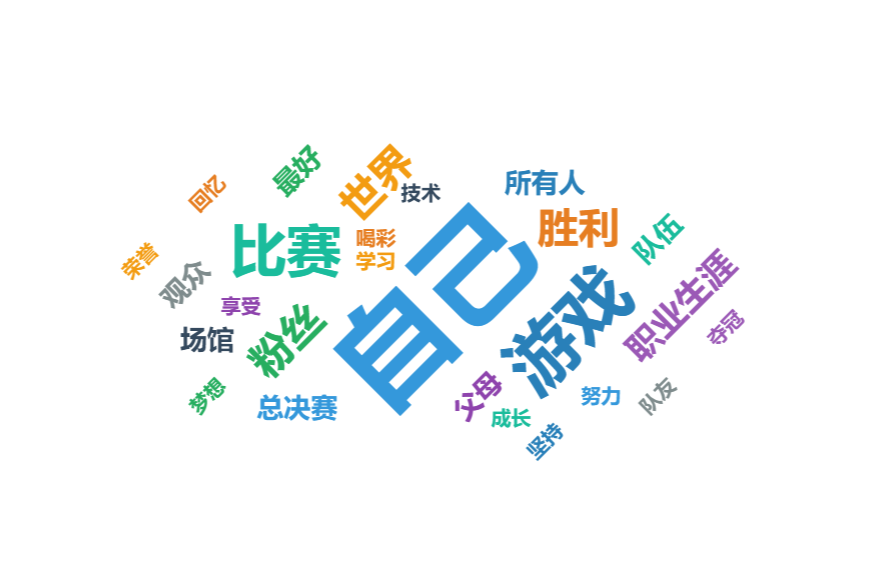 最好
世界
技术
所有人
回忆
比赛
喝彩
学习
自己
胜利
队伍
荣誉
观众
享受
场馆
粉丝
游戏
职业生涯
夺冠
梦想
总决赛
父母
成长
努力
队友
坚持